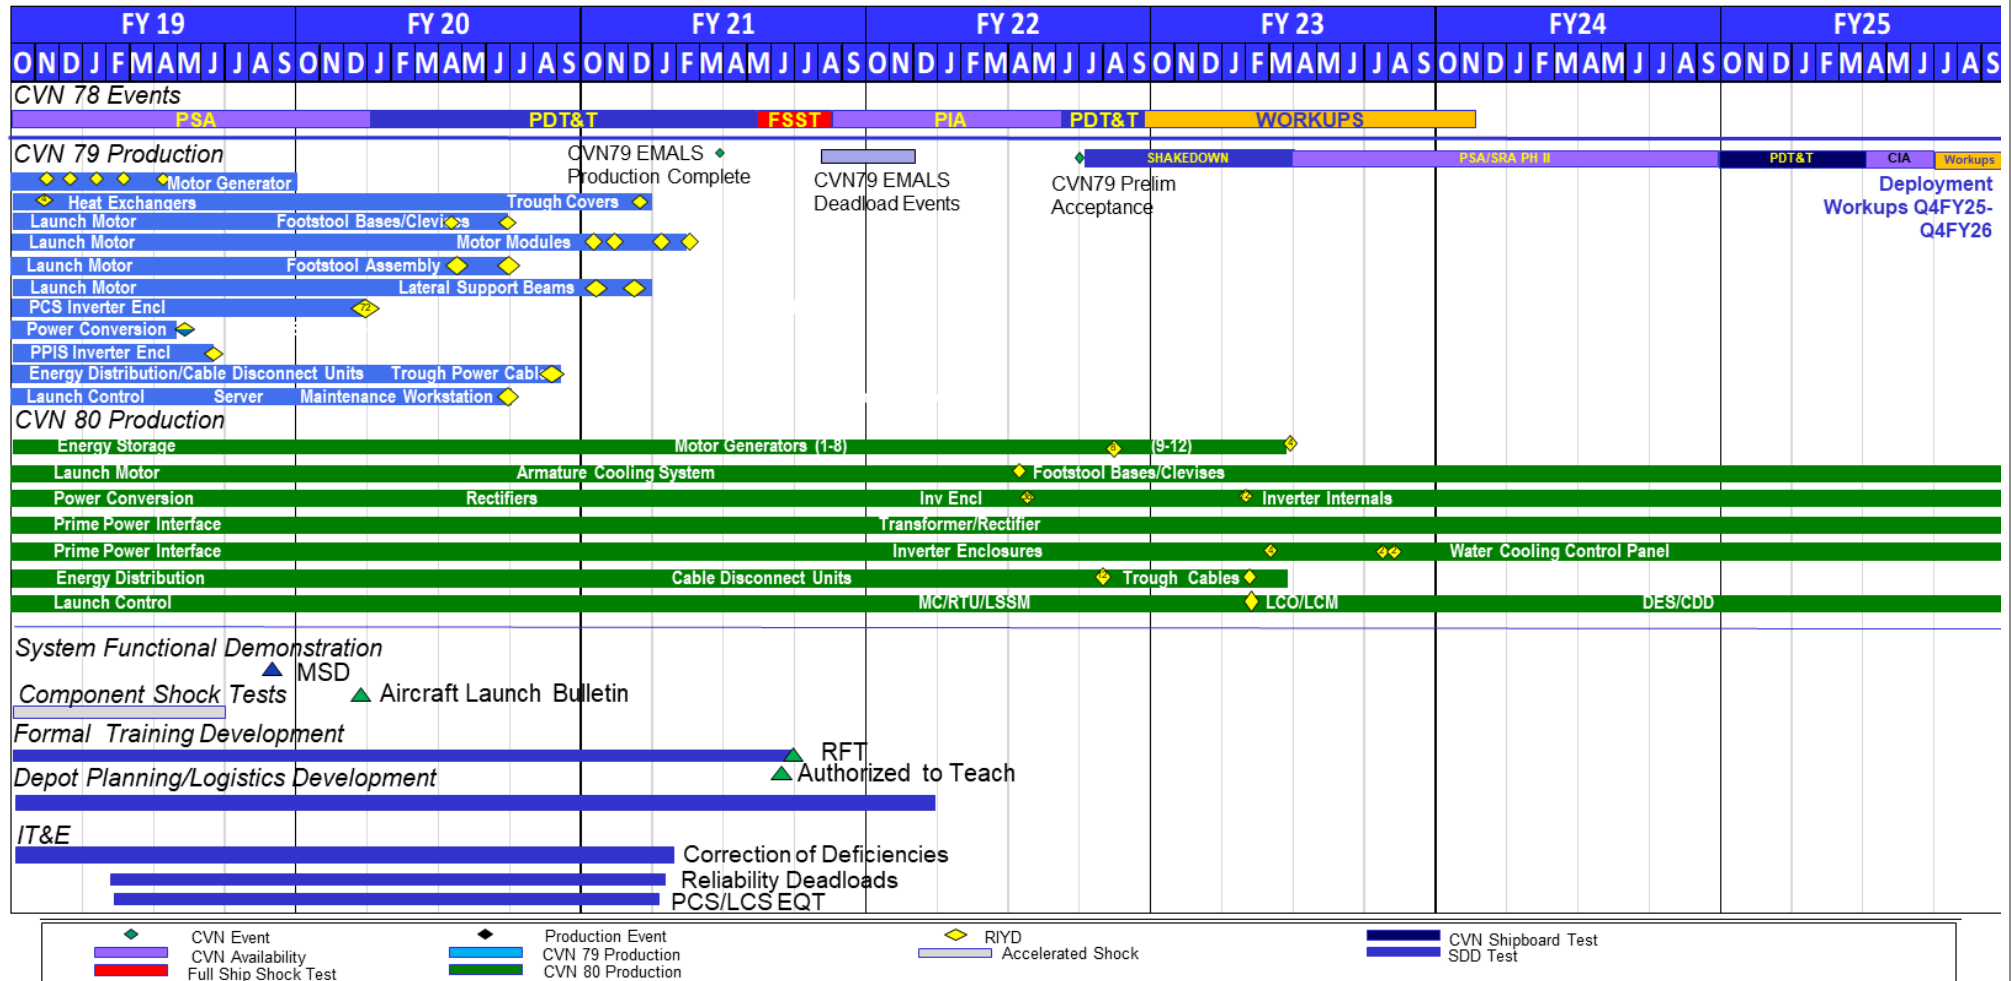 FY 19 FY 20 FY 21 FY 22 FY 23 FY24 FY25
O N D J F M A M J J A S O N D J F M A M J J A S O N D J F M A M J J A S O N D J F M A M J J A S O N D J F M A M J J A S O N D J F M A M J J A S O N D J F M A M J J A S
CVN 78 Events
PSA PDT&T FSST PIA PDT&T WORKUPS
CVN 79 Production
CVN79 EMALS
Production Complete
CVN79 EMALS
Deadload Events
CVN79 Prelim
Acceptance
SHAKEDOWN PSA/SRA PH II PDT&T CIA Workups
Deployment
Workups Q4FY25-
Q4FY26
Motor Generator
4 Heat Exchangers Trough Covers
Launch Motor Footstool Bases/Clevises
Launch Motor Motor Modules
Launch Motor Footstool Assembly
Launch Motor Lateral Support Beams
PCS Inverter Encl 72
Power Conversion
PPIS Inverter Encl
Energy Distribution/Cable Disconnect Units Trough Power Cabl
Launch Control Server Maintenance Workstation
CVN 80 Production
Energy Storage Motor Generators (1-8) 8 (9-12) 4
Launch Motor Armature Cooling System Footstool Bases/Clevises
Power Conversion Rectifiers Inv Encl Inverter Internals
Prime Power Interface Transformer/Rectifier
Prime Power Interface Inverter Enclosures 4 Water Cooling Control Panel
Energy Distribution Cable Disconnect Units 12 Trough Cables
Launch Control MC/RTU/LSSM LCO/LCM DES/CDD
System Functional Demonstration
MSD
Component Shock Tests
Aircraft Launch Bulletin
Formal Training Development
RFT
Depot Planning/Logistics Development
Authorized to Teach
IT&E
Correction of Deficiencies
Reliability Deadloads
PCS/LCS EQT
CVN Event Production Event RIYD CVN Shipboard Test
CVN Availability CVN 79 Production Accelerated Shock SDD Test
Full Ship Shock Test CVN 80 Production